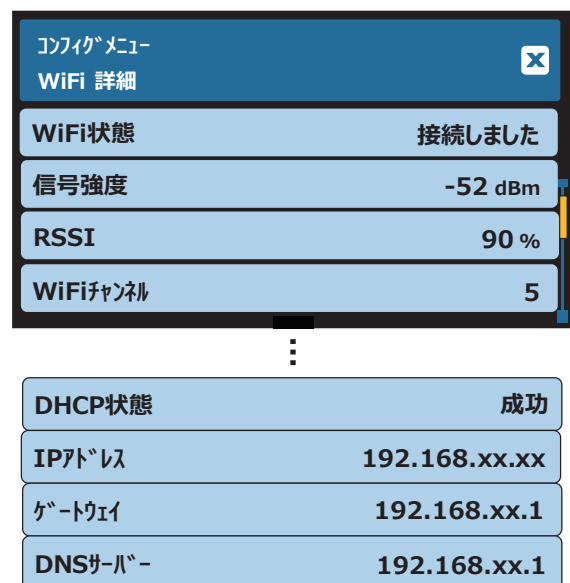 ｺﾝﾌｨｸﾞﾒﾆｭｰ
WiFi 詳細
X
WiFi状態 接続しました
信号強度 -52 dBm
RSSI 90 %
WiFiﾁｬﾝﾈﾙ 5
DHCP状態 成功
IPｱﾄﾞﾚｽ 192.168.xx.xx
ｹﾞｰﾄｳｪｲ 192.168.xx.1
DNSｻｰﾊﾞｰ 192.168.xx.1